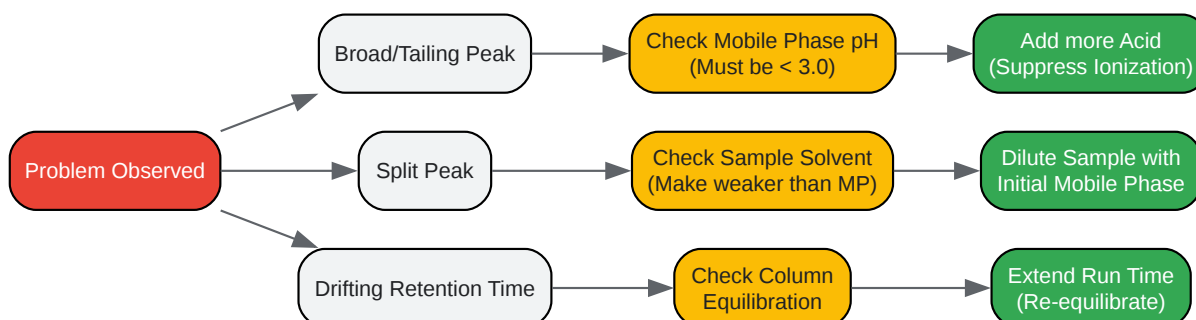 Problem Observed
Broad/Tailing Peak
Check Mobile Phase pH
(Must be < 3.0)
Add more Acid
(Suppress Ionization)
Split Peak
Check Sample Solvent
(Make weaker than MP)
Dilute Sample with
Initial Mobile Phase
Drifting Retention Time
Check Column
Equilibration
Extend Run Time
(Re-equilibrate)